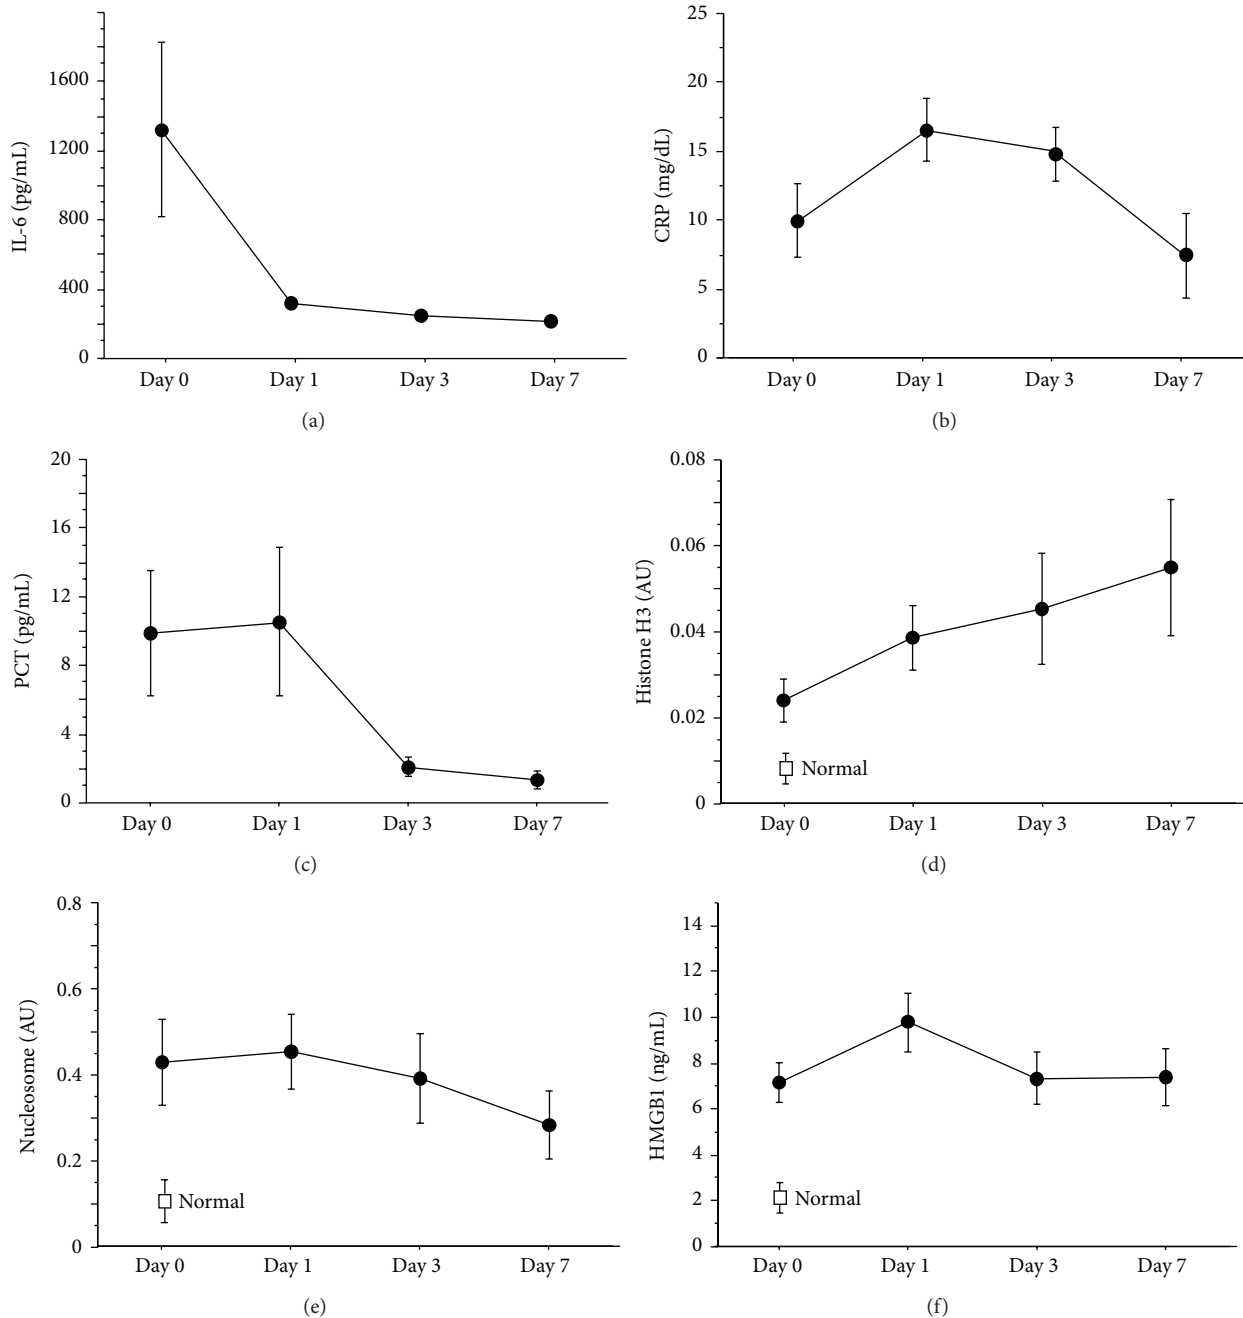 IL-6 (pg/mL)
1600
1200
800
400
0
Day 0 Day 1 Day 3 Day 7
(a)
CRP (mg/dL)
25
20
15
10
5
0
Day 0 Day 1 Day 3 Day 7
(b)
PCT (pg/mL)
20
16
12
8
4
0
Day 0 Day 1 Day 3 Day 7
(c)
Histone H3 (AU)
0.08
0.06
0.04
0.02
0
Normal
Day 0 Day 1 Day 3 Day 7
(d)
Nucleosome (AU)
0.8
0.6
0.4
0.2
0
Normal
Day 0 Day 1 Day 3 Day 7
(e)
HMGB1 (ng/mL)
14
12
10
8
6
4
2
0
Normal
Day 0 Day 1 Day 3 Day 7
(f)